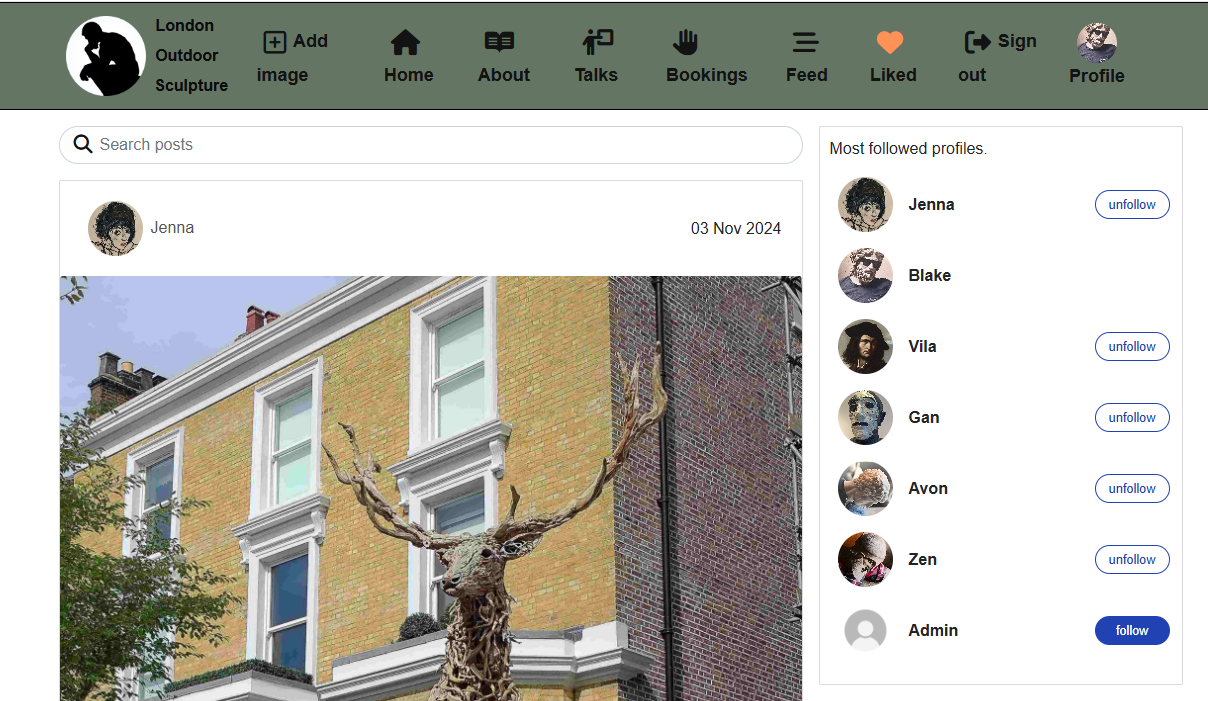 London
Outdoor
Sculpture
Add
image
Home
About
Talks
Bookings
Feed
Liked
Sign
out
Profile
Search posts
Jenna
03 Nov 2024
Most followed profiles.
Jenna unfollow
Blake
Vila unfollow
Gan unfollow
Avon unfollow
Zen unfollow
Admin follow